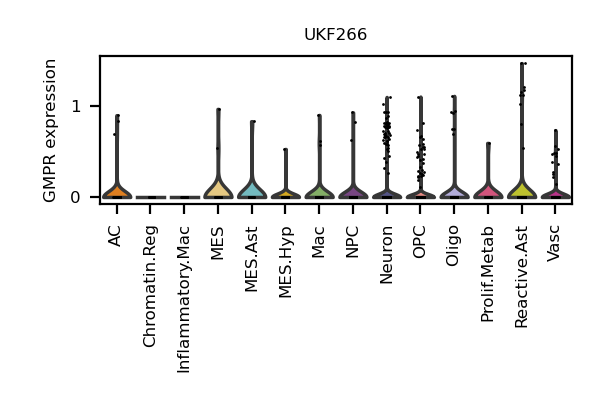 UKF266
GMPR expression
1
0
AC
Chromatin.Reg
Inflammatory.Mac
MES
MES.Ast
MES.Hyp
Mac
NPC
Neuron
OPC
Oligo
Prolif.Metab
Reactive.Ast
Vasc